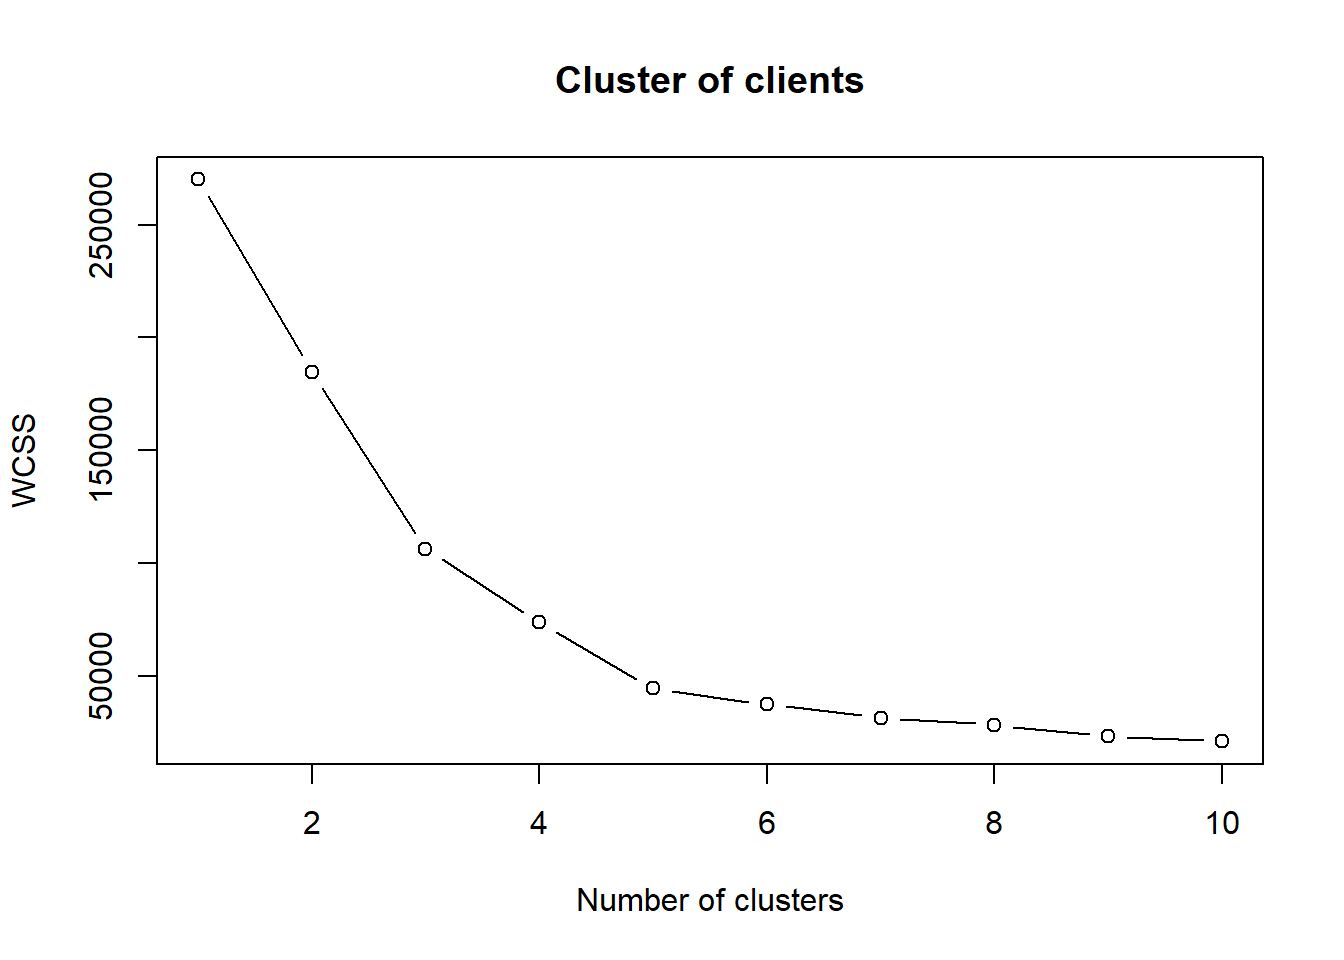 Cluster of clients
250000
150000
50000
WCSS
2 4 6 8 10
Number of clusters